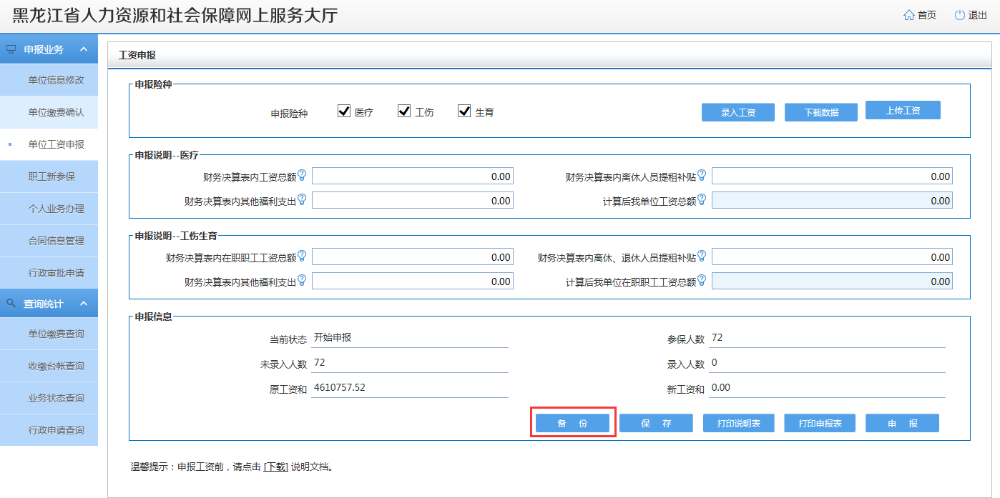 黑龙江省人力资源和社会保障网上服务大厅
首页 退出
申报业务
单位信息修改
单位缴费确认
单位工资申报
职工新参保
个人业务办理
合同信息管理
行政审批申请
查询统计
单位缴费查询
收缴台帐查询
业务状态查询
行政申请查询
工资申报
申报险种
申报险种 医疗 工伤 生育 录入工资 下载数据 上传工资
申报说明--医疗
财务决算表内工资总额 0.00 财务决算表内离休人员提租补贴 0.00
财务决算表内其他福利支出 0.00 计算后我单位工资总额 0.00
申报说明--工伤生育
财务决算表内在职职工工资总额 0.00 财务决算表内离休、退休人员提租补贴 0.00
财务决算表内其他福利支出 0.00 计算后我单位在职职工工资总额 0.00
申报信息
当前状态 开始申报 参保人数 72
未录入人数 72 录入人数 0
原工资和 4610757.52 新工资和 0.00
备 份 保 存 打印说明表 打印申报表 申 报
温馨提示：申报工资前，请点击 [下载] 说明文档。